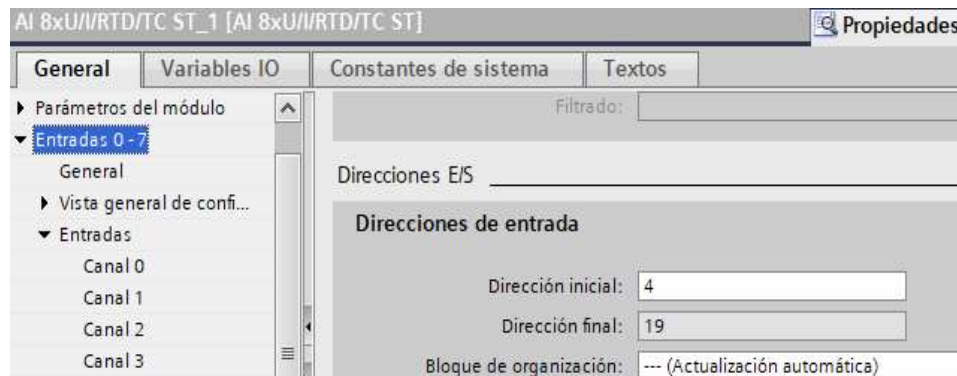 AI 8xU/I/RTD/TC ST_1 [AI 8xU/I/RTD/TC ST]
Propiedades
General
Variables IO
Constantes de sistema
Textos
Parámetros del módulo
Entradas 0 - 7
General
Vista general de confi...
Entradas
Canal 0
Canal 1
Canal 2
Canal 3
Filtrado:
Direcciones E/S
Direcciones de entrada
Dirección inicial: 4
Dirección final: 19
Bloque de organización: --- (Actualización automática)